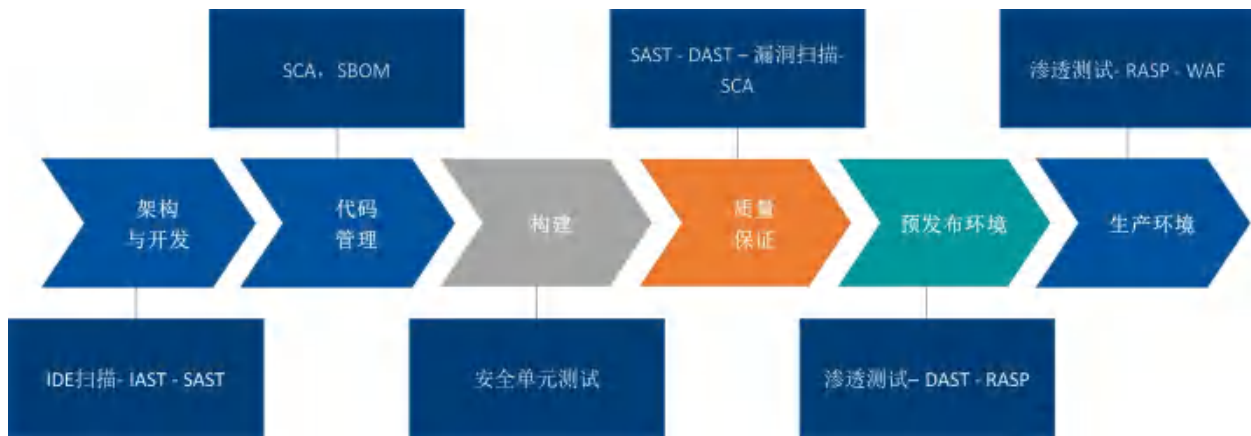 SCA，SBOM
SAST - DAST – 漏洞扫描-
SCA
渗透测试- RASP - WAF
架构
与开发
代码
管理
构建
质量
保证
预发布环境
生产环境
IDE扫描- IAST - SAST
安全单元测试
渗透测试– DAST - RASP